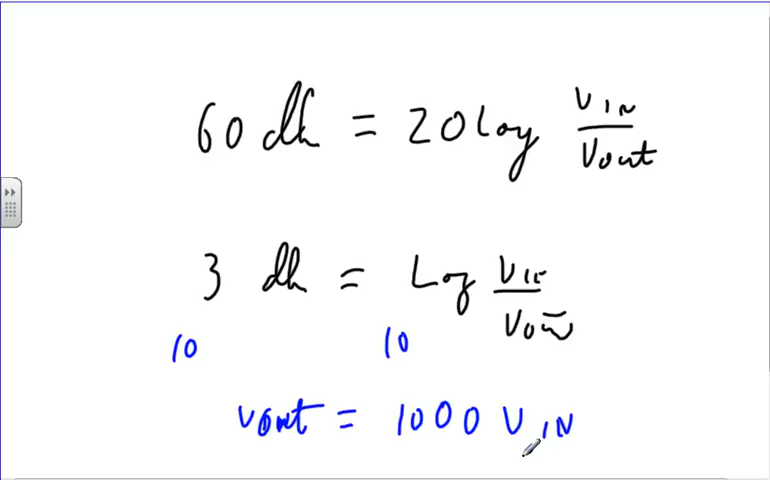 60 db = 20 Log VIN / Vout
3 db = Log VIN / Vout
10 10
Vout = 1000 VIN